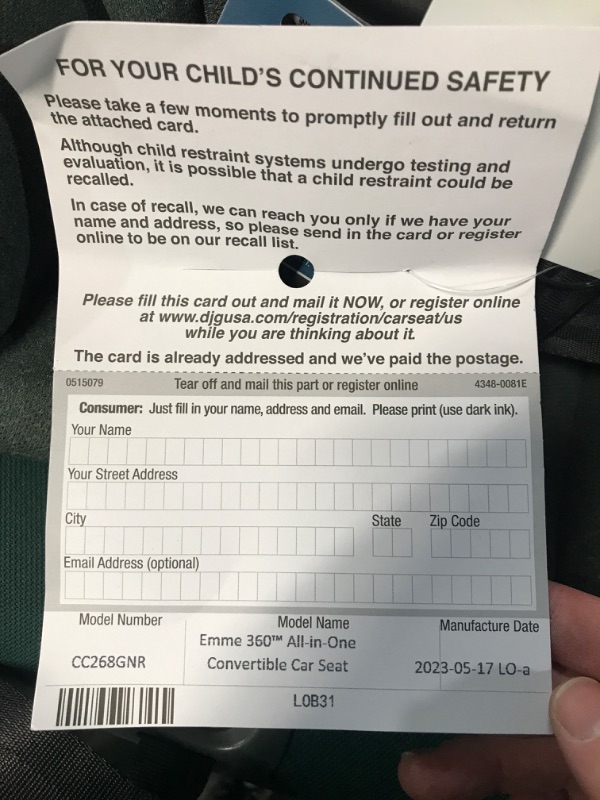 FOR YOUR CHILD'S CONTINUED SAFETY
Please take a few moments to promptly fill out and return
the attached card.
Although child restraint systems undergo testing and
evaluation, it is possible that a child restraint could be
recalled.
In case of recall, we can reach you only if we have your
name and address, so please send in the card or register
online to be on our recall list.
Please fill this card out and mail it NOW, or register online
at www.djgusa.com/registration/carseat/us
while you are thinking about it.
The card is already addressed and we've paid the postage.
0515079 Tear off and mail this part or register online 4348-0081E
Consumer: Just fill in your name, address and email. Please print (use dark ink).
Your Name
Your Street Address
City State Zip Code
Email Address (optional)
Model Number Model Name Manufacture Date
Emme 360™ All-in-One
CC268GNR Convertible Car Seat 2023-05-17 LO-a
LOB31